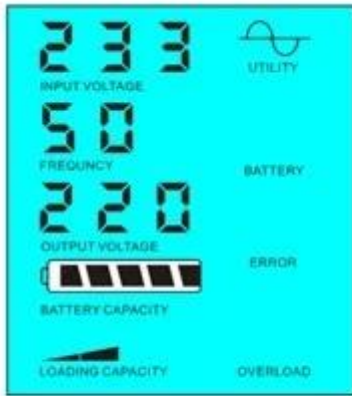 233
UTILITY
INPUT VOLTAGE
50
FREQUNCY
BATTERY
220
OUTPUT VOLTAGE
ERROR
BATTERY CAPACITY
LOADING CAPACITY
OVERLOAD